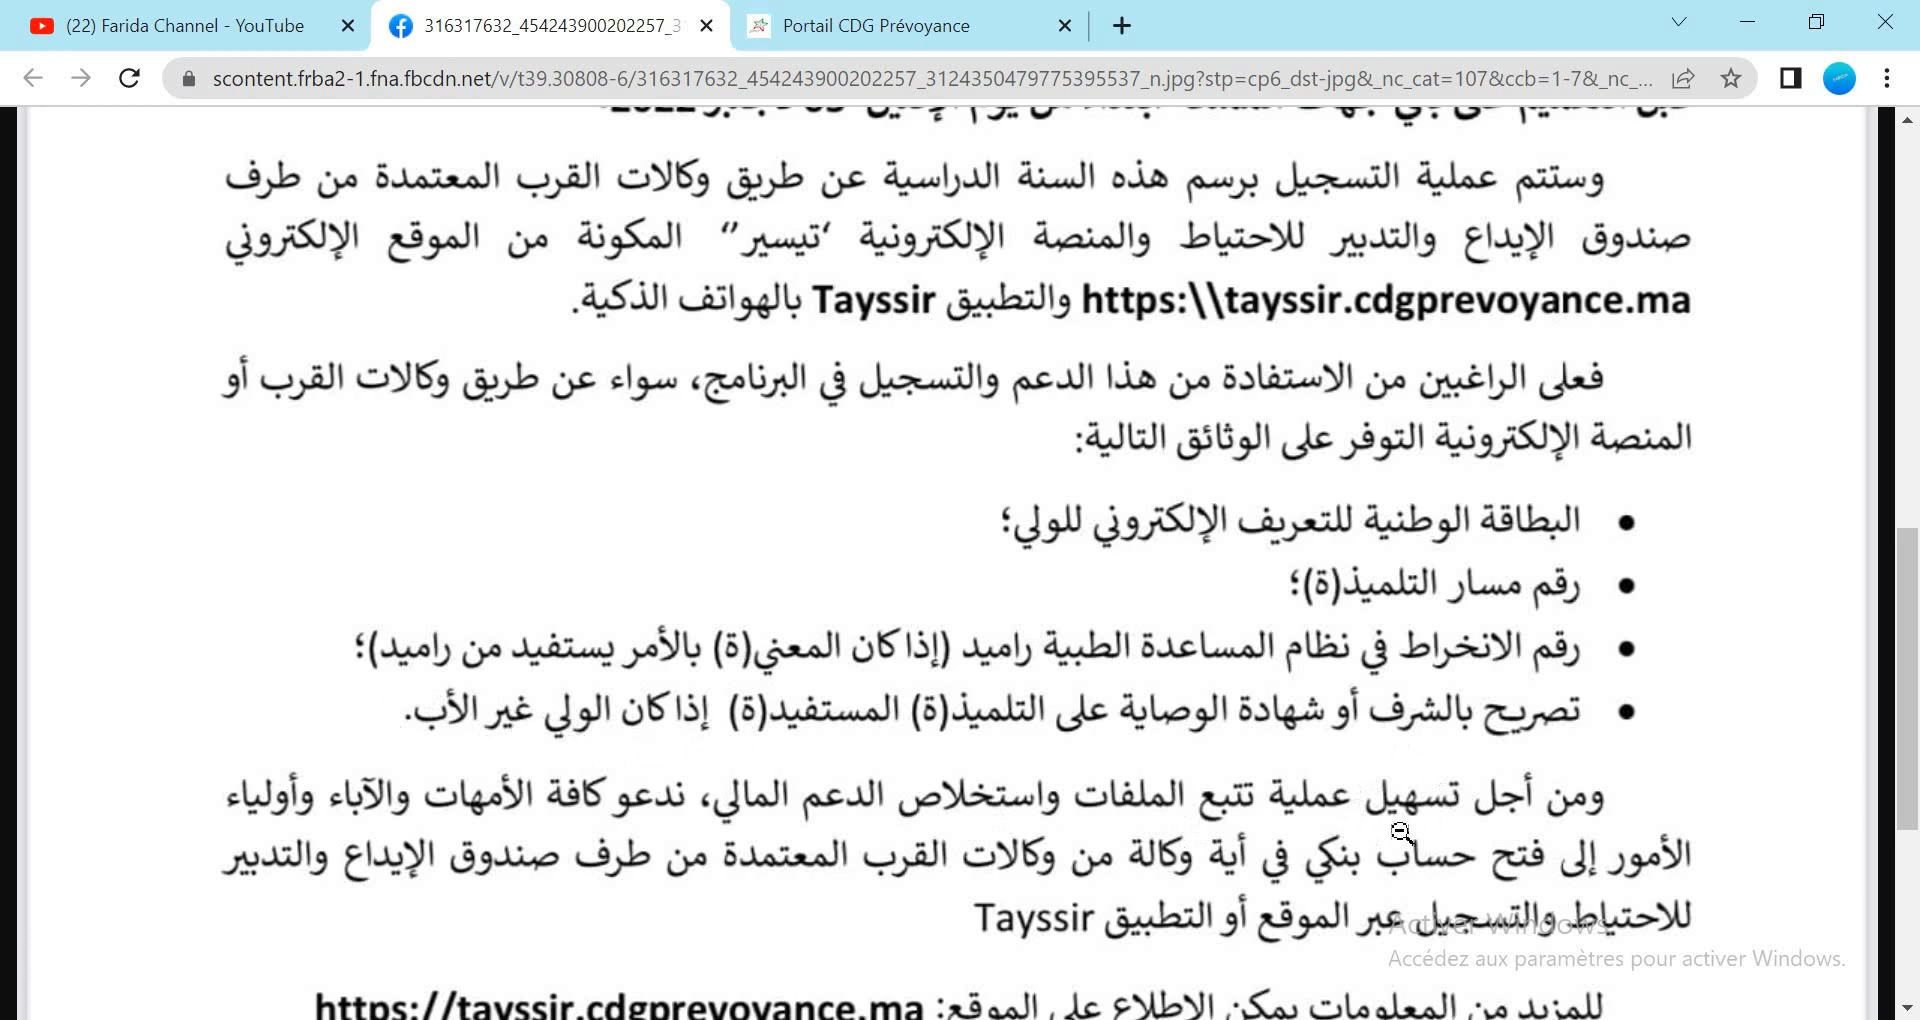 (22) Farida Channel - YouTube
316317632_454243900202257_3
Portail CDG Prévoyance
scontent.frba2-1.fna.fbcdn.net/v/t39.30808-6/316317632_454243900202257_3124350479775395537_n.jpg?stp=cp6_dst-jpg&_nc_cat=107&ccb=1-7&_nc_...
وستتم عملية التسجيل برسم هذه السنة الدراسية عن طريق وكالات القرب المعتمدة من طرف
صندوق الإيداع والتدبير للاحتياط والمنصة الإلكترونية ‘تيسير” المكونة من الموقع الإلكتروني
https:\\tayssir.cdgprevoyance.ma والتطبيق Tayssir بالهواتف الذكية.
فعلى الراغبين من الاستفادة من هذا الدعم والتسجيل في البرنامج، سواء عن طريق وكالات القرب أو
المنصة الإلكترونية التوفر على الوثائق التالية:
• البطاقة الوطنية للتعريف الإلكتروني للولي؛
• رقم مسار التلميذ(ة)؛
• رقم الانخراط في نظام المساعدة الطبية راميد (إذا كان المعني(ة) بالأمر يستفيد من راميد)؛
• تصريح بالشرف أو شهادة الوصاية على التلميذ(ة) المستفيد(ة) إذا كان الولي غير الأب.
ومن أجل تسهيل عملية تتبع الملفات واستخلاص الدعم المالي، ندعو كافة الأمهات والآباء وأولياء
الأمور إلى فتح حساب بنكي في أية وكالة من وكالات القرب المعتمدة من طرف صندوق الإيداع والتدبير
للاحتياط والتسجيل عبر الموقع أو التطبيق Tayssir
Activer Windows
Accédez aux paramètres pour activer Windows.
للمزيد من المعلومات يمكن الاطلاع على الموقع: https://tayssir.cdgprevoyance.ma